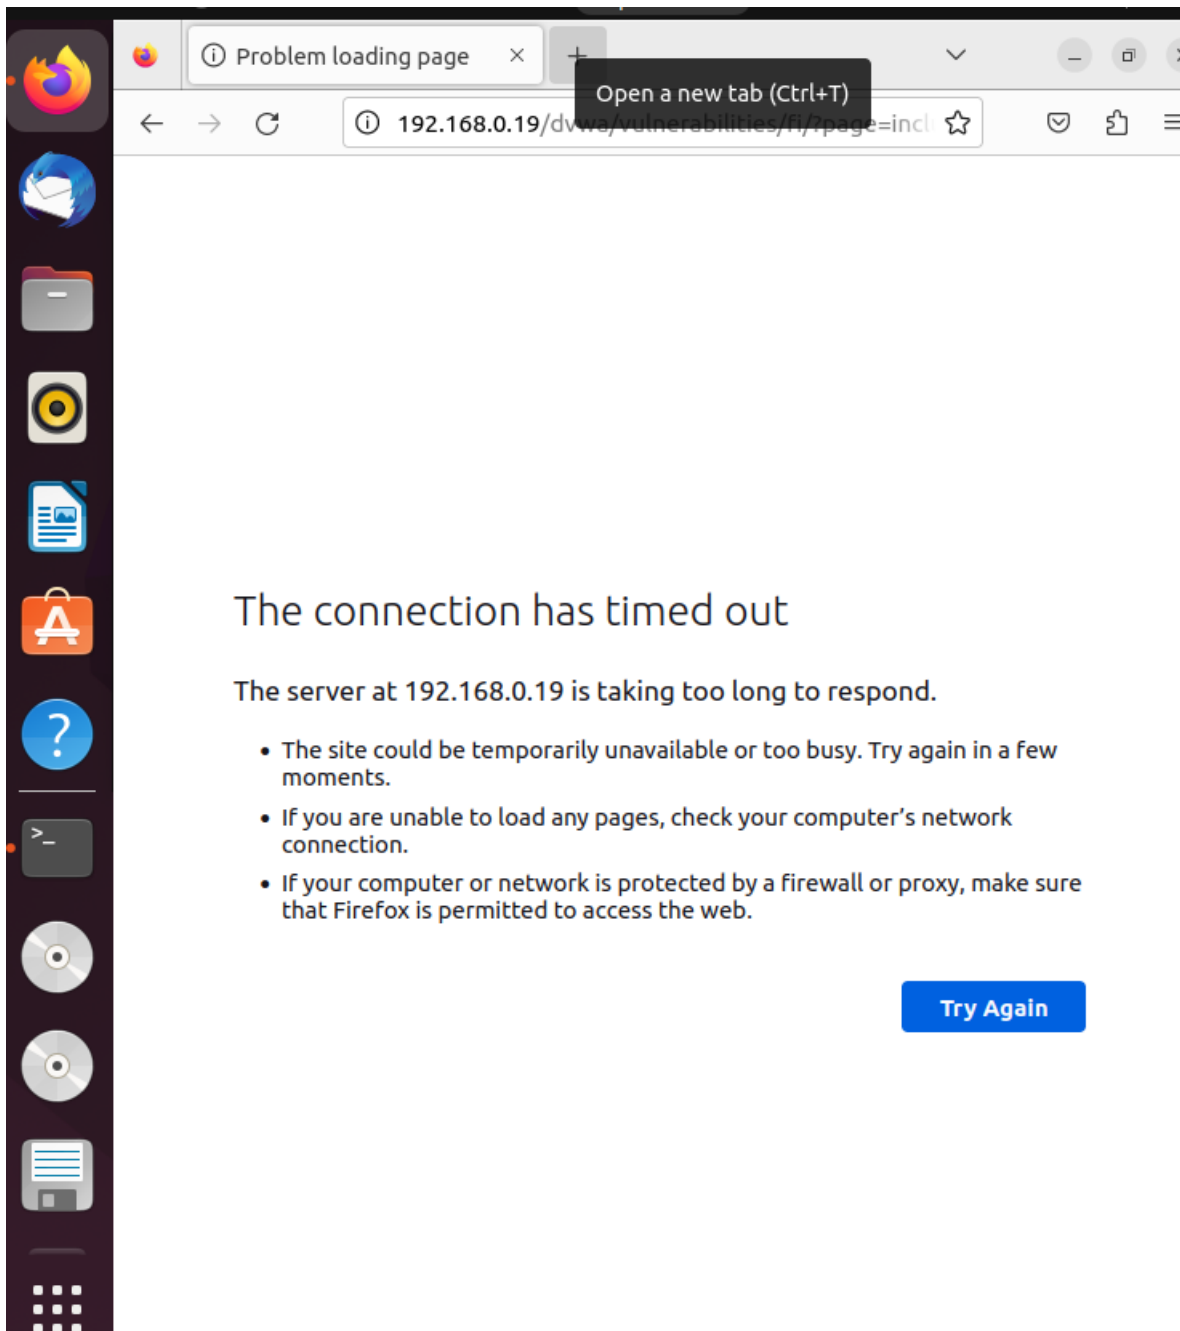 Problem loading page
Open a new tab (Ctrl+T)
192.168.0.19/dvwa/vulnerabilities/fi/?page=incl
The connection has timed out
The server at 192.168.0.19 is taking too long to respond.
• The site could be temporarily unavailable or too busy. Try again in a few
moments.
• If you are unable to load any pages, check your computer’s network
connection.
• If your computer or network is protected by a firewall or proxy, make sure
that Firefox is permitted to access the web.
Try Again